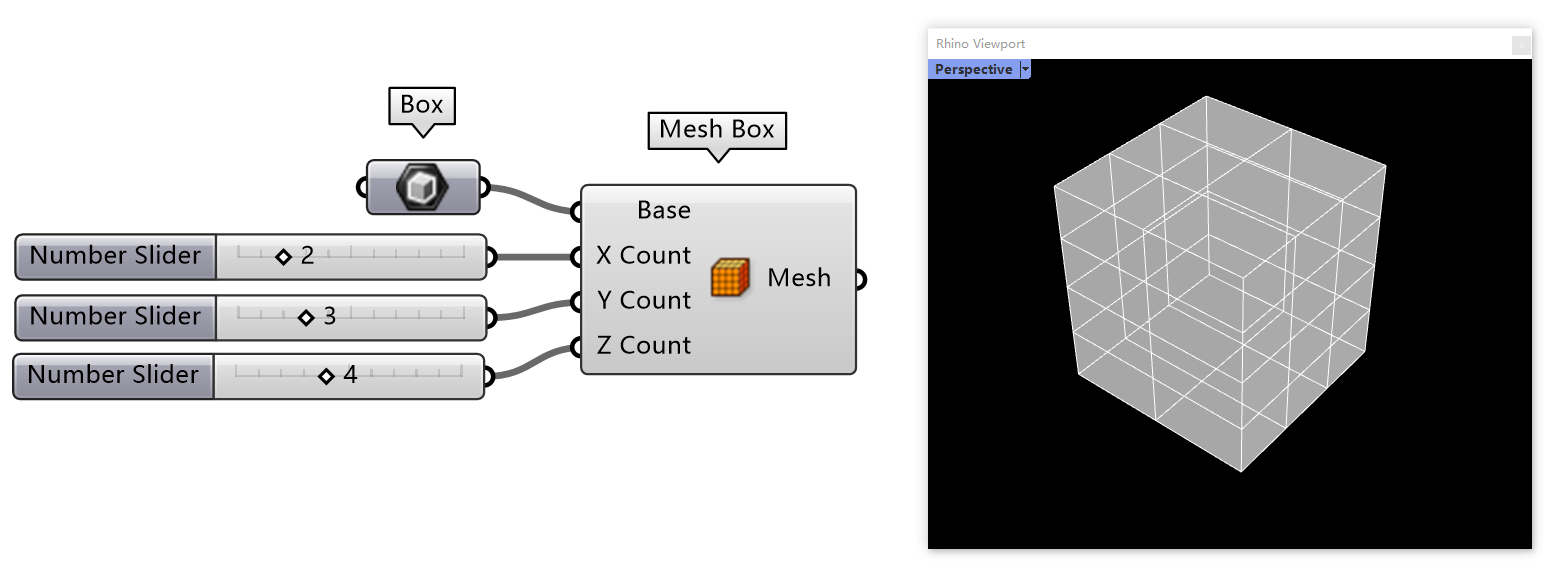 Box
Mesh Box
Base
Number Slider 2
X Count
Mesh
Number Slider 3
Y Count
Number Slider 4
Z Count
Rhino Viewport
x
Perspective